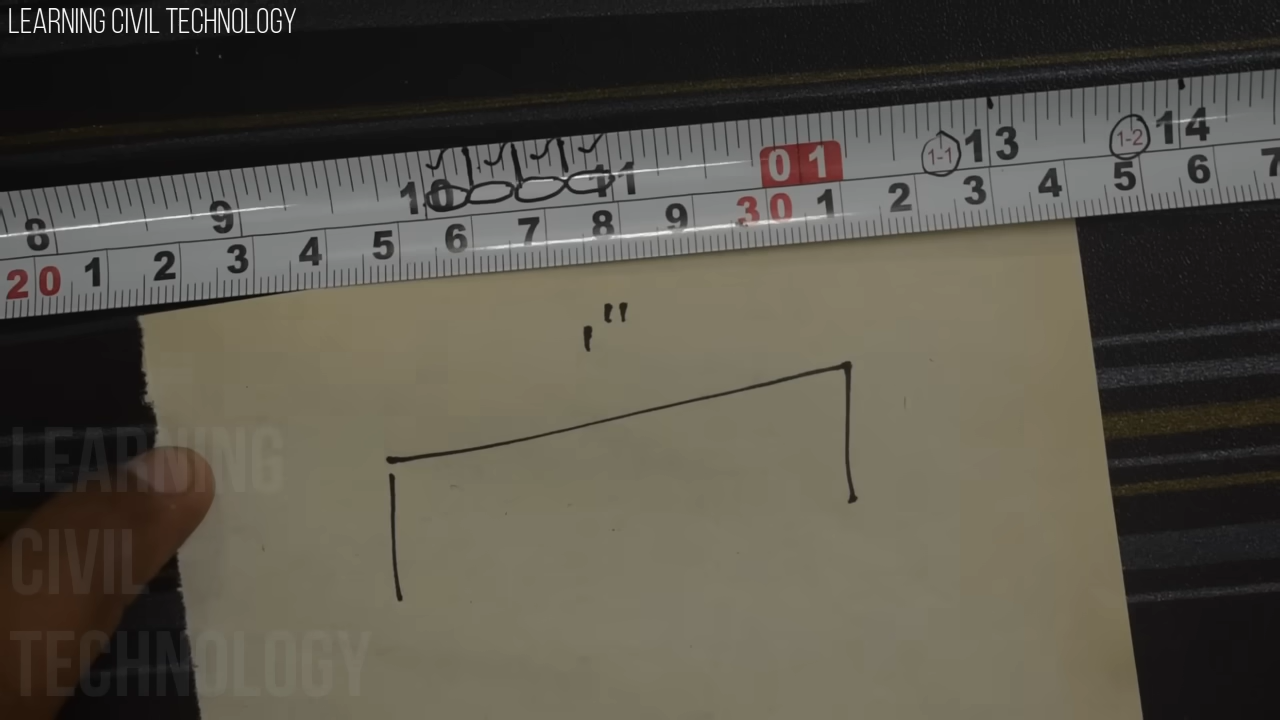 LEARNING CIVIL TECHNOLOGY
8 9 10 11 01 1-1 13 1-2 14
20 1 2 3 4 5 6 7 8 9 30 1 2 3 4 5 6 7
' "
LEARNING
CIVIL
TECHNOLOGY